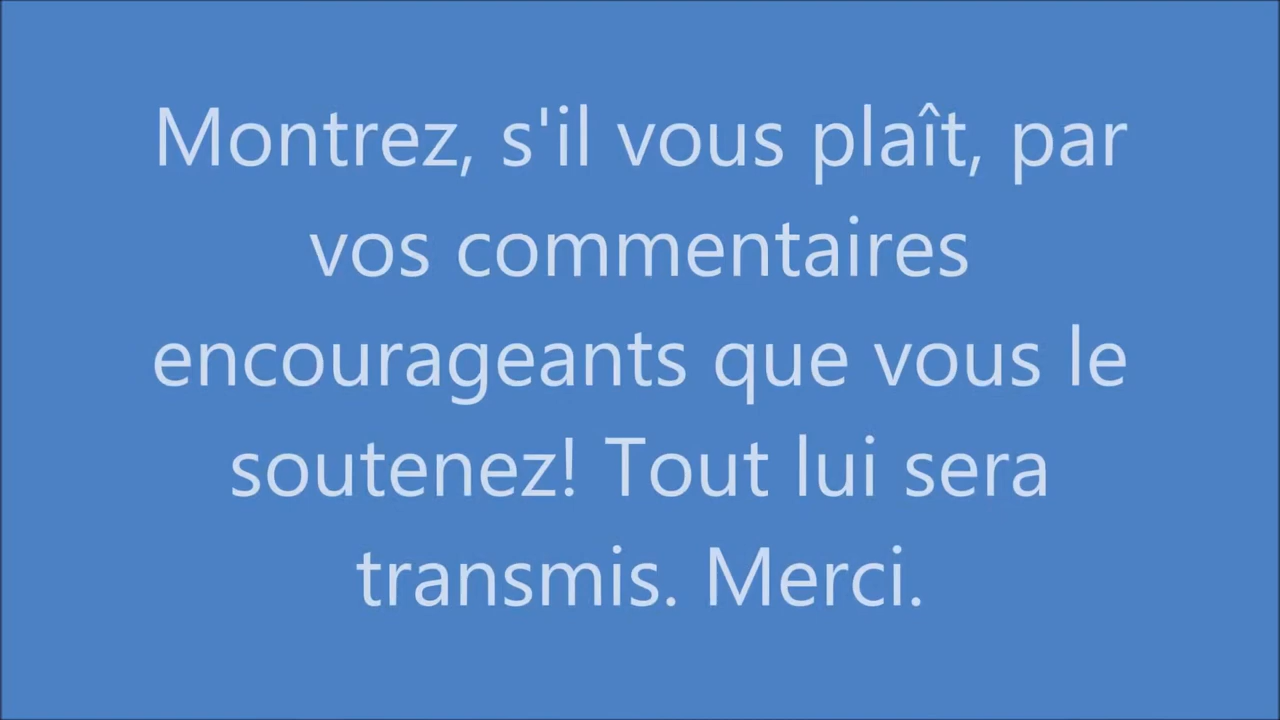 Montrez, s'il vous plaît, par
vos commentaires
encourageants que vous le
soutenez! Tout lui sera
transmis. Merci.